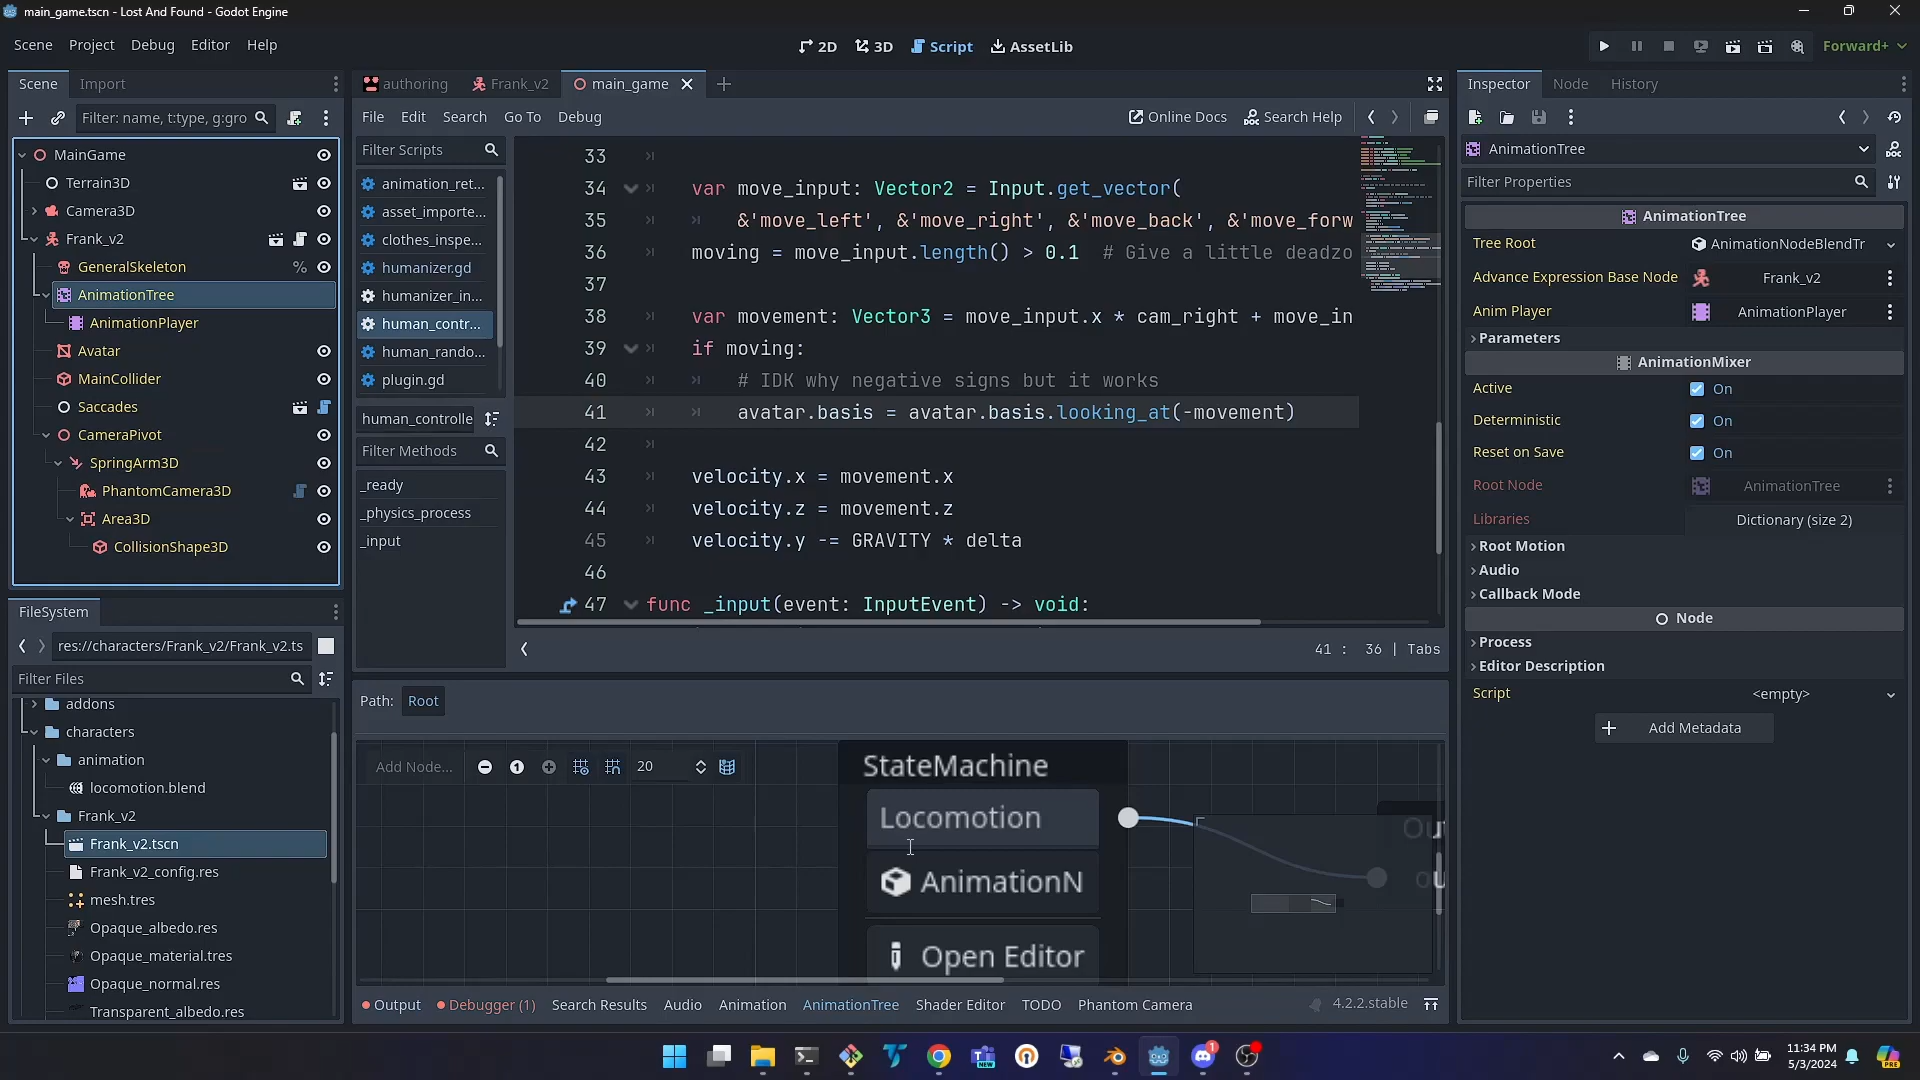 main_game.tscn - Lost And Found - Godot Engine
Scene Project Debug Editor Help
2D 3D Script AssetLib
Forward+
Scene Import
Filter: name, t:type, g:gro
MainGame
Terrain3D
Camera3D
Frank_v2
GeneralSkeleton
%
AnimationTree
AnimationPlayer
Avatar
MainCollider
Saccades
CameraPivot
SpringArm3D
PhantomCamera3D
Area3D
CollisionShape3D
FileSystem
res://characters/Frank_v2/Frank_v2.ts
Filter Files
addons
characters
animation
locomotion.blend
Frank_v2
Frank_v2.tscn
Frank_v2_config.res
mesh.tres
Opaque_albedo.res
Opaque_material.tres
Opaque_normal.res
Transparent_albedo.res
authoring Frank_v2 main_game
File Edit Search Go To Debug
Online Docs Search Help
Filter Scripts
animation_ret...
asset_importe...
clothes_inspe...
humanizer.gd
humanizer_in...
human_contr...
human_rando...
plugin.gd
human_controlle
Filter Methods
_ready
_physics_process
_input
33
34 var move_input: Vector2 = Input.get_vector(
35 &'move_left', &'move_right', &'move_back', &'move_forw
36 moving = move_input.length() > 0.1 # Give a little deadzo
37
38 var movement: Vector3 = move_input.x * cam_right + move_in
39 if moving:
40 # IDK why negative signs but it works
41 avatar.basis = avatar.basis.looking_at(-movement)
42
43 velocity.x = movement.x
44 velocity.z = movement.z
45 velocity.y -= GRAVITY * delta
46
47 func _input(event: InputEvent) -> void:
41 : 36 | Tabs
Path: Root
Add Node...
20
StateMachine
Locomotion
AnimationN
Open Editor
Out
ou
Output Debugger (1) Search Results Audio Animation AnimationTree Shader Editor TODO Phantom Camera
4.2.2.stable
Inspector Node History
AnimationTree
Filter Properties
AnimationTree
Tree Root AnimationNodeBlendTr
Advance Expression Base Node Frank_v2
Anim Player AnimationPlayer
Parameters
AnimationMixer
Active On
Deterministic On
Reset on Save On
Root Node AnimationTree
Libraries Dictionary (size 2)
Root Motion
Audio
Callback Mode
Node
Process
Editor Description
Script <empty>
Add Metadata
NEW
1
11:34 PM
5/3/2024
PRE